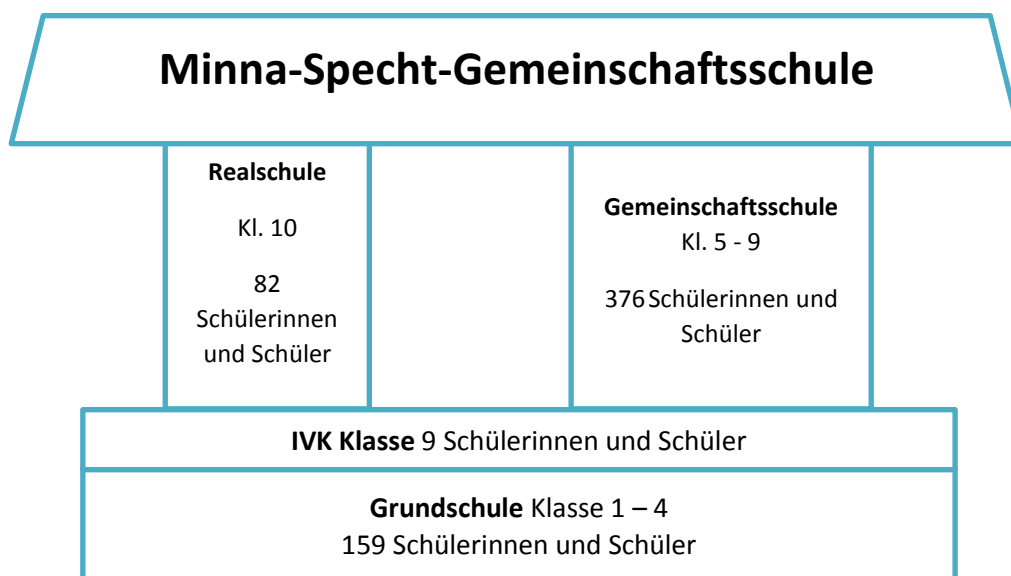 Minna-Specht-Gemeinschaftsschule
Realschule
Kl. 10
82
Schülerinnen
und Schüler
Gemeinschaftsschule
Kl. 5 - 9
376 Schülerinnen und
Schüler
IVK Klasse 9 Schülerinnen und Schüler
Grundschule Klasse 1 – 4
159 Schülerinnen und Schüler